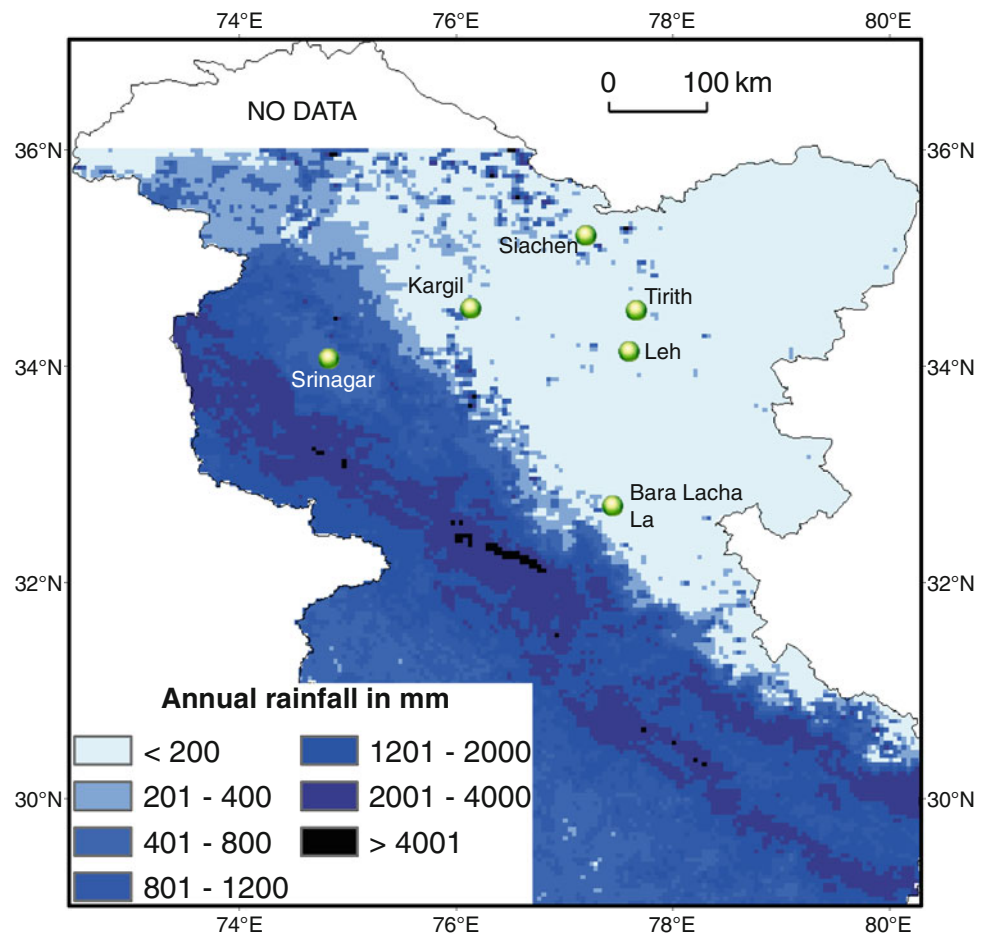 74°E 76°E 78°E 80°E
0 100 km
NO DATA
36°N 36°N
Siachen
Kargil
Tirith
Leh
34°N 34°N
Srinagar
Bara Lacha
La
32°N 32°N
Annual rainfall in mm
< 200 1201 - 2000
201 - 400 2001 - 4000
30°N 30°N
401 - 800 > 4001
801 - 1200
74°E 76°E 78°E 80°E